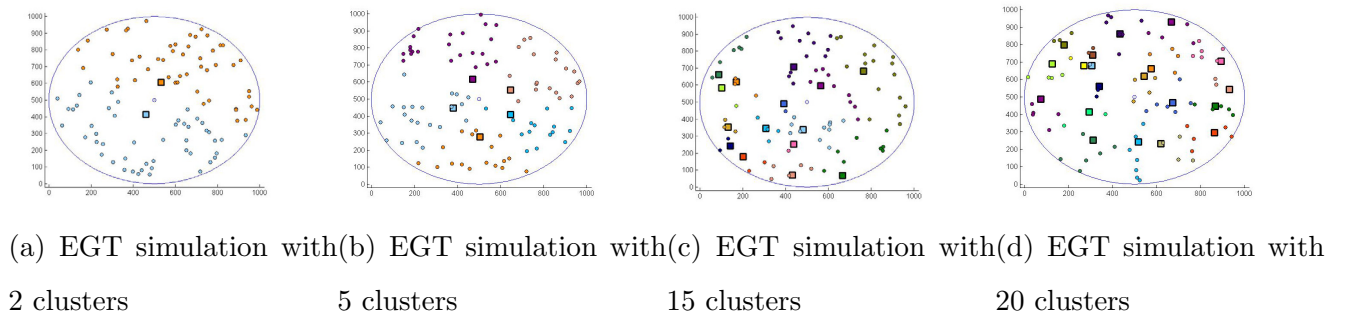 1000 900 800 700 600 500 400 300 200 100 0
0 200 400 600 800 1000
1000 900 800 700 600 500 400 300 200 100 0
0 200 400 600 800 1000
1000 900 800 700 600 500 400 300 200 100 0
0 200 400 600 800 1000
1000 900 800 700 600 500 400 300 200 100 0
0 200 400 600 800 1000
(a) EGT simulation with
2 clusters
(b) EGT simulation with
5 clusters
(c) EGT simulation with
15 clusters
(d) EGT simulation with
20 clusters